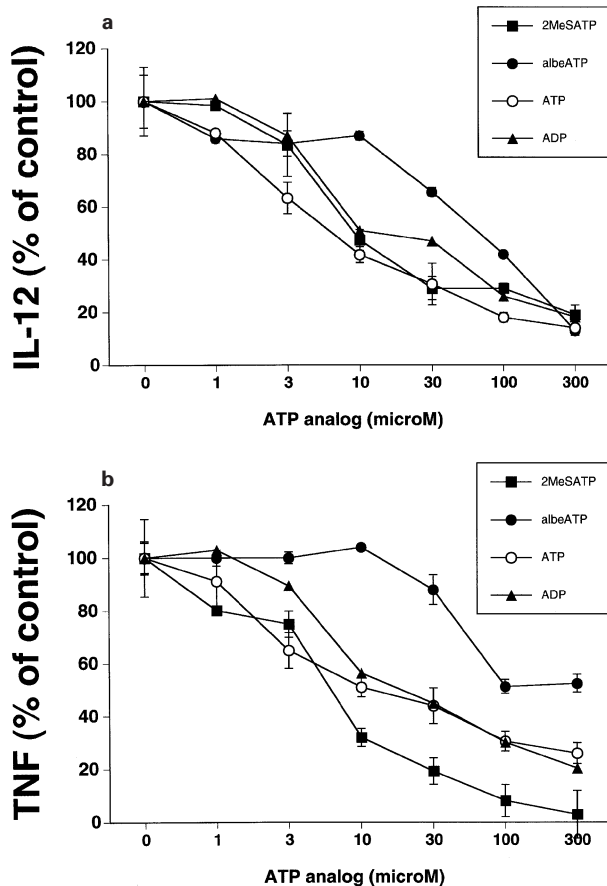 a
2MeSATP
albeATP
ATP
ADP
IL-12 (% of control)
120
100
80
60
40
20
0
0 1 3 10 30 100 300
ATP analog (microM)
b
2MeSATP
albeATP
ATP
ADP
TNF (% of control)
120
100
80
60
40
20
0
0 1 3 10 30 100 300
ATP analog (microM)